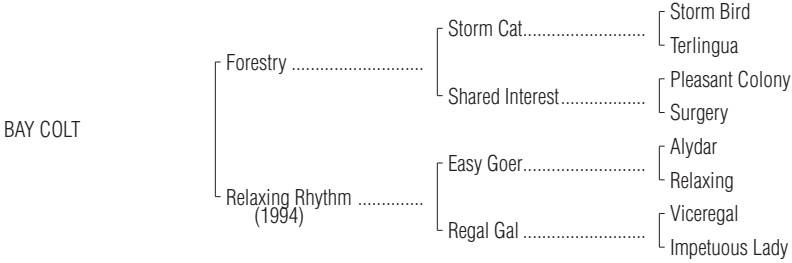 Storm Bird
Storm Cat..........................
Terlingua
Forestry ............................
Pleasant Colony
Shared Interest..................
Surgery
BAY COLT
Alydar
Easy Goer..........................
Relaxing
Relaxing Rhythm ..............
(1994)
Viceregal
Regal Gal ..........................
Impetuous Lady